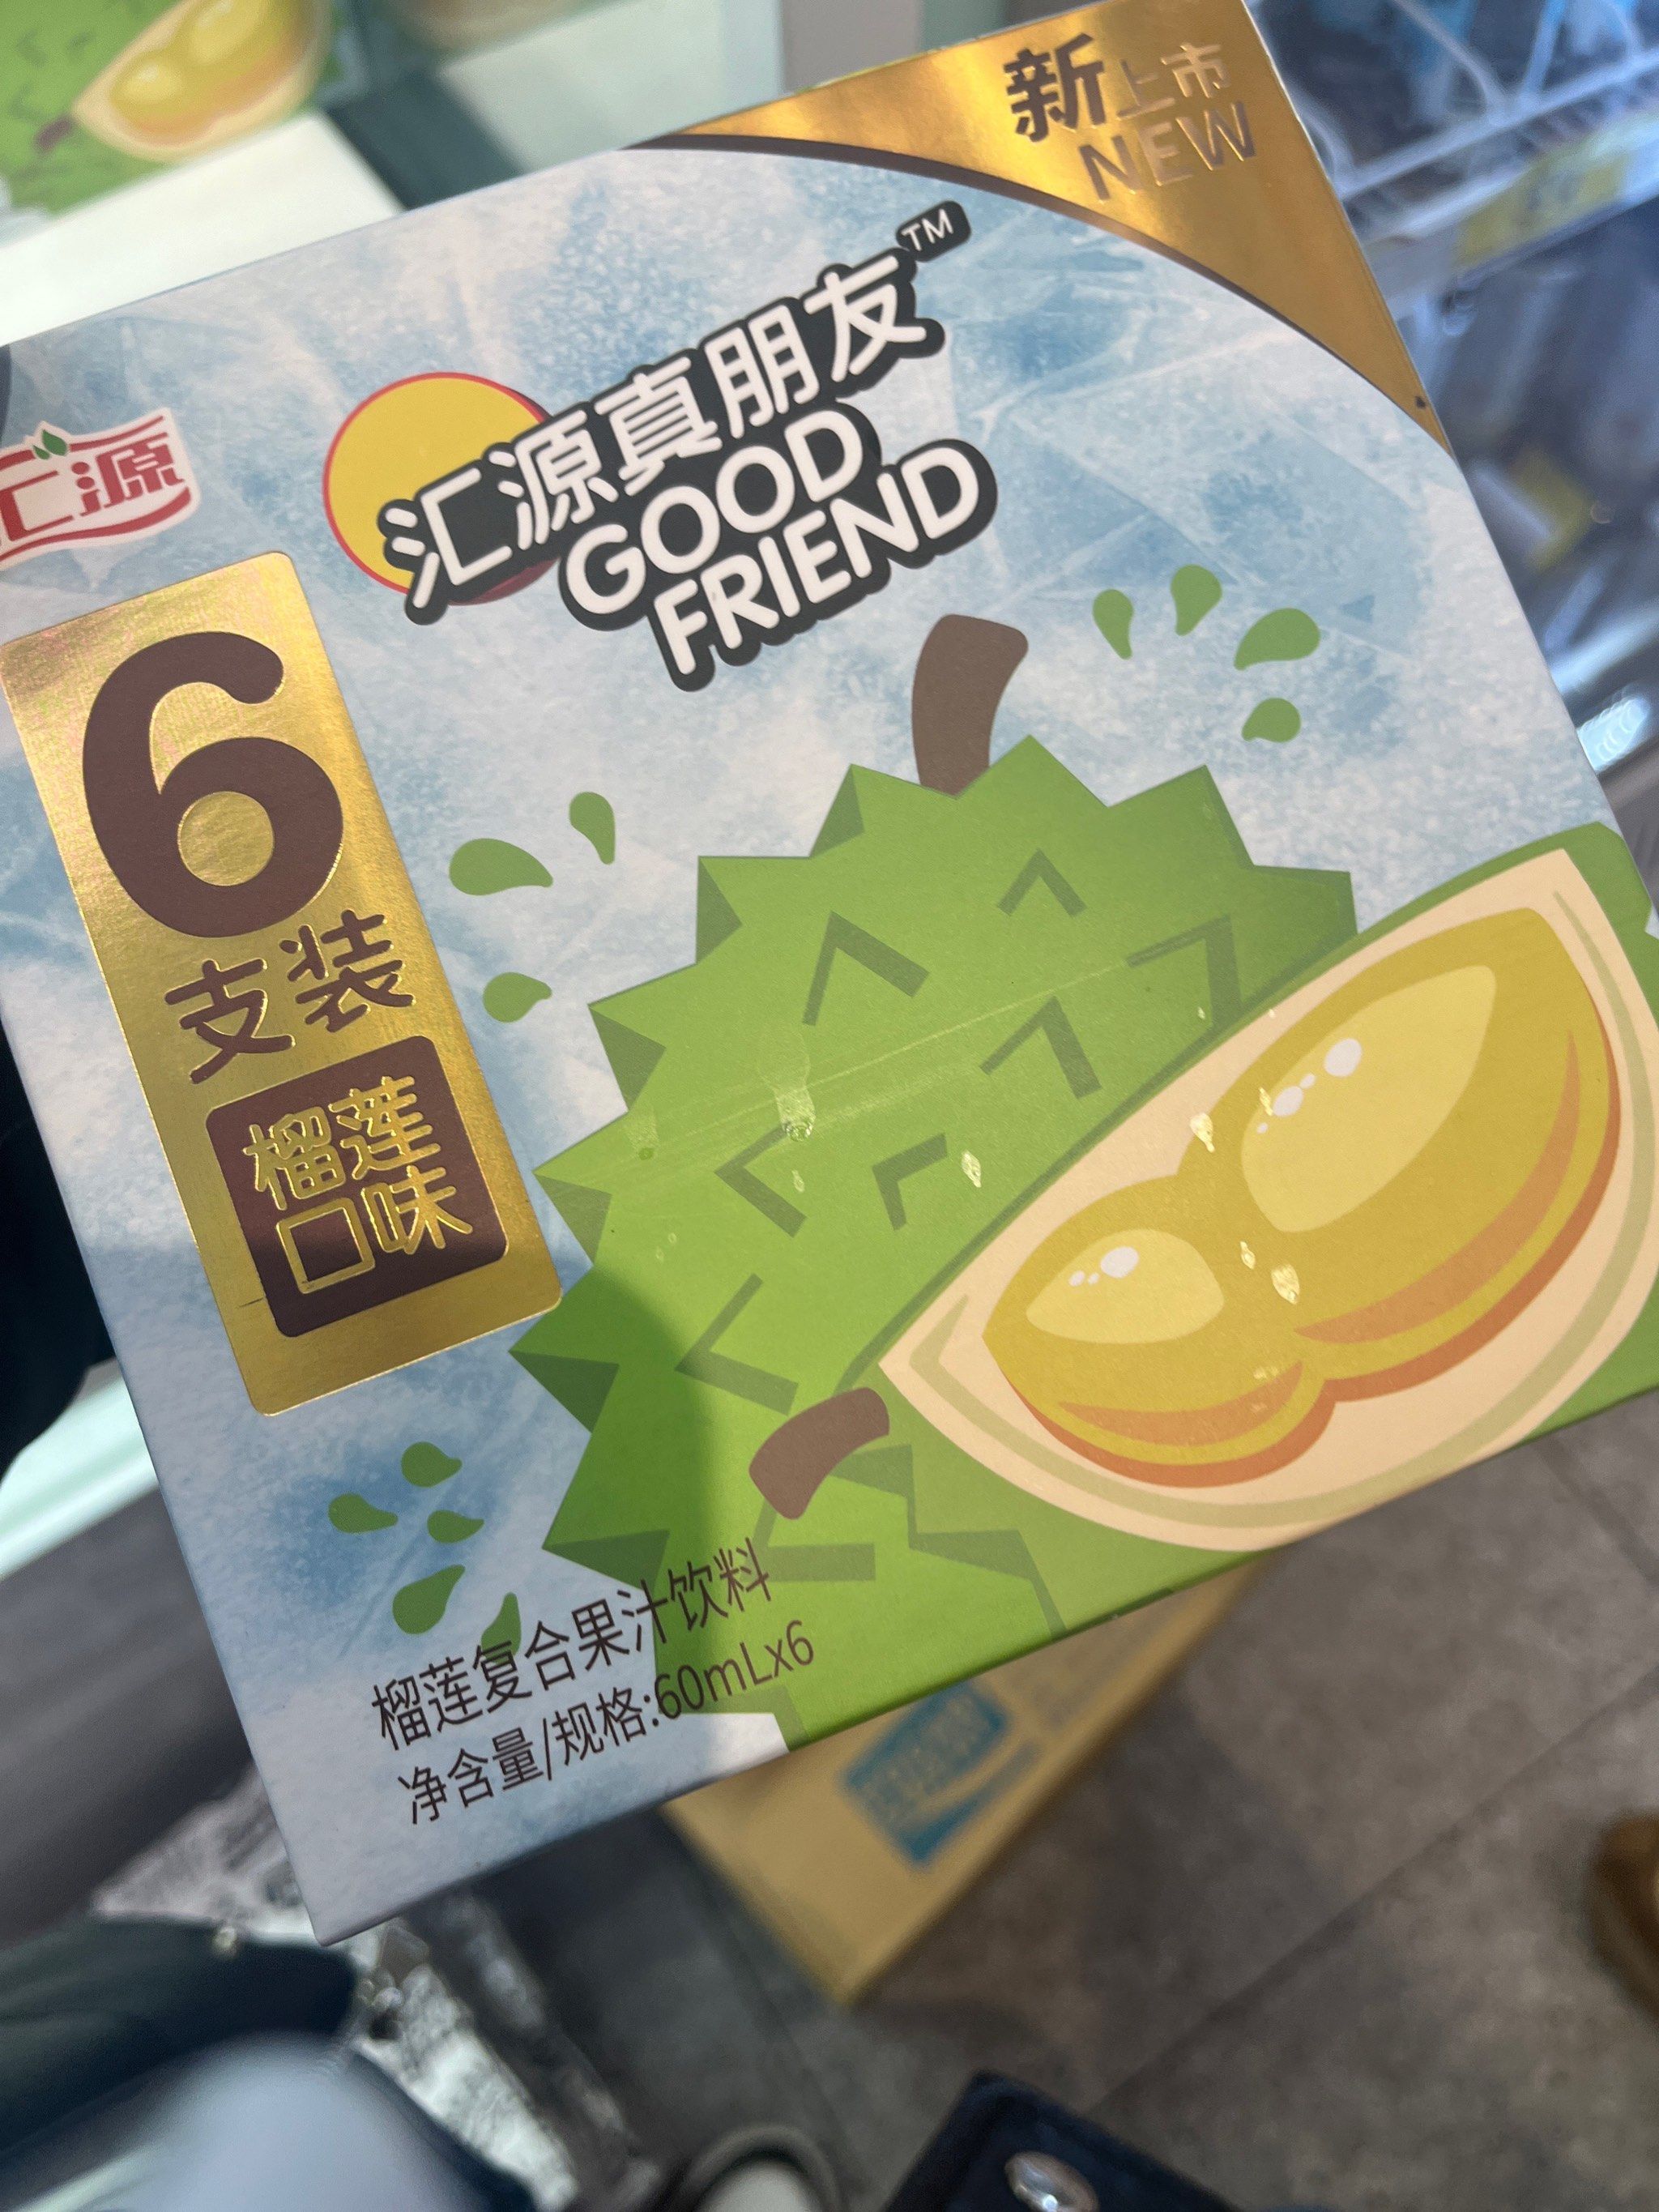 新上市
NEW
汇源真朋友™
GOOD
FRIEND
汇源
6
支装
榴莲
口味
榴莲复合果汁饮料
净含量/规格:60mLx6